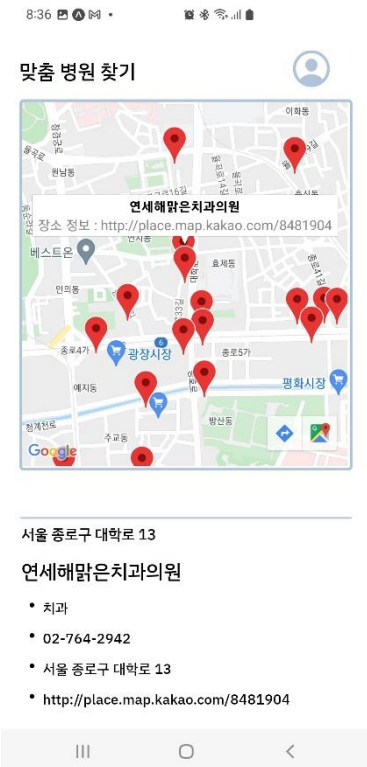 8:36
맞춤 병원 찾기
이화동
원남동
연세해맑은치과의원
장소 정보 : http://place.map.kakao.com/8481904
베스트온
효제동
인의동
종로4가
광장시장
6
종로5가
예지동
평화시장
방산동
청계천로
주교동
Google
서울 종로구 대학로 13
연세해맑은치과의원
• 치과
• 02-764-2942
• 서울 종로구 대학로 13
• http://place.map.kakao.com/8481904